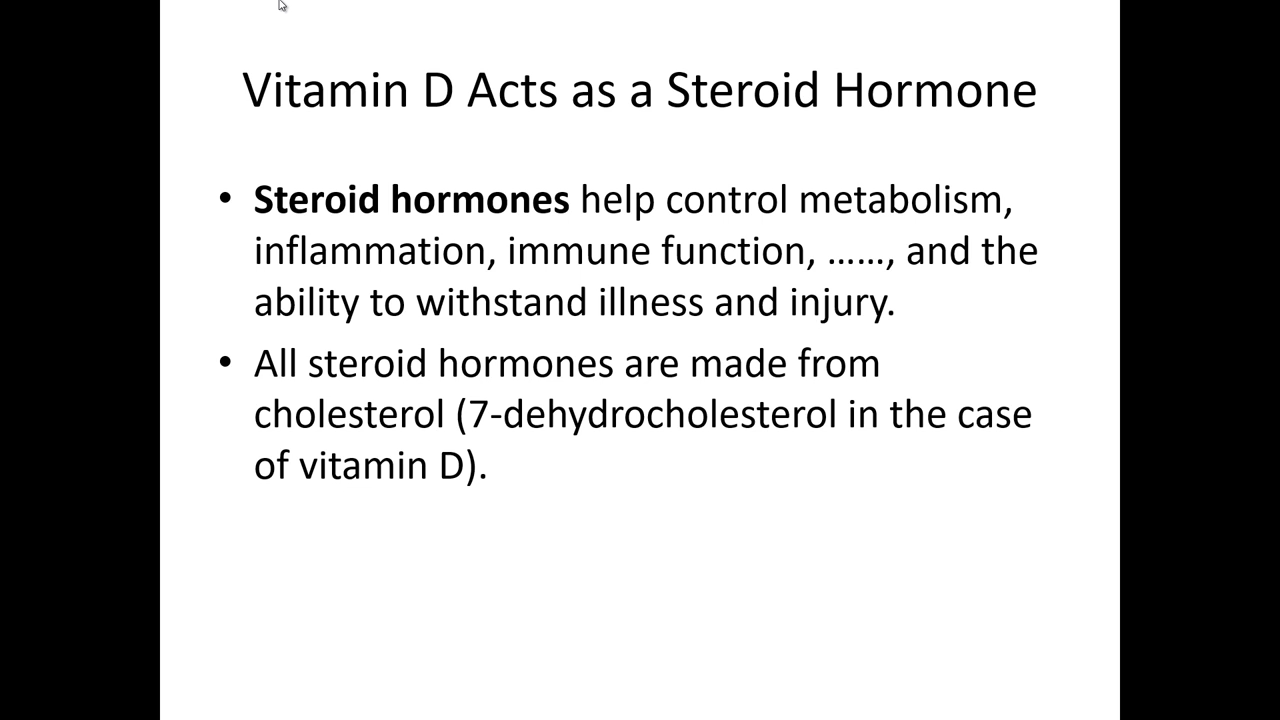 Vitamin D Acts as a Steroid Hormone
• Steroid hormones help control metabolism,
inflammation, immune function, ......, and the
ability to withstand illness and injury.
• All steroid hormones are made from
cholesterol (7-dehydrocholesterol in the case
of vitamin D).